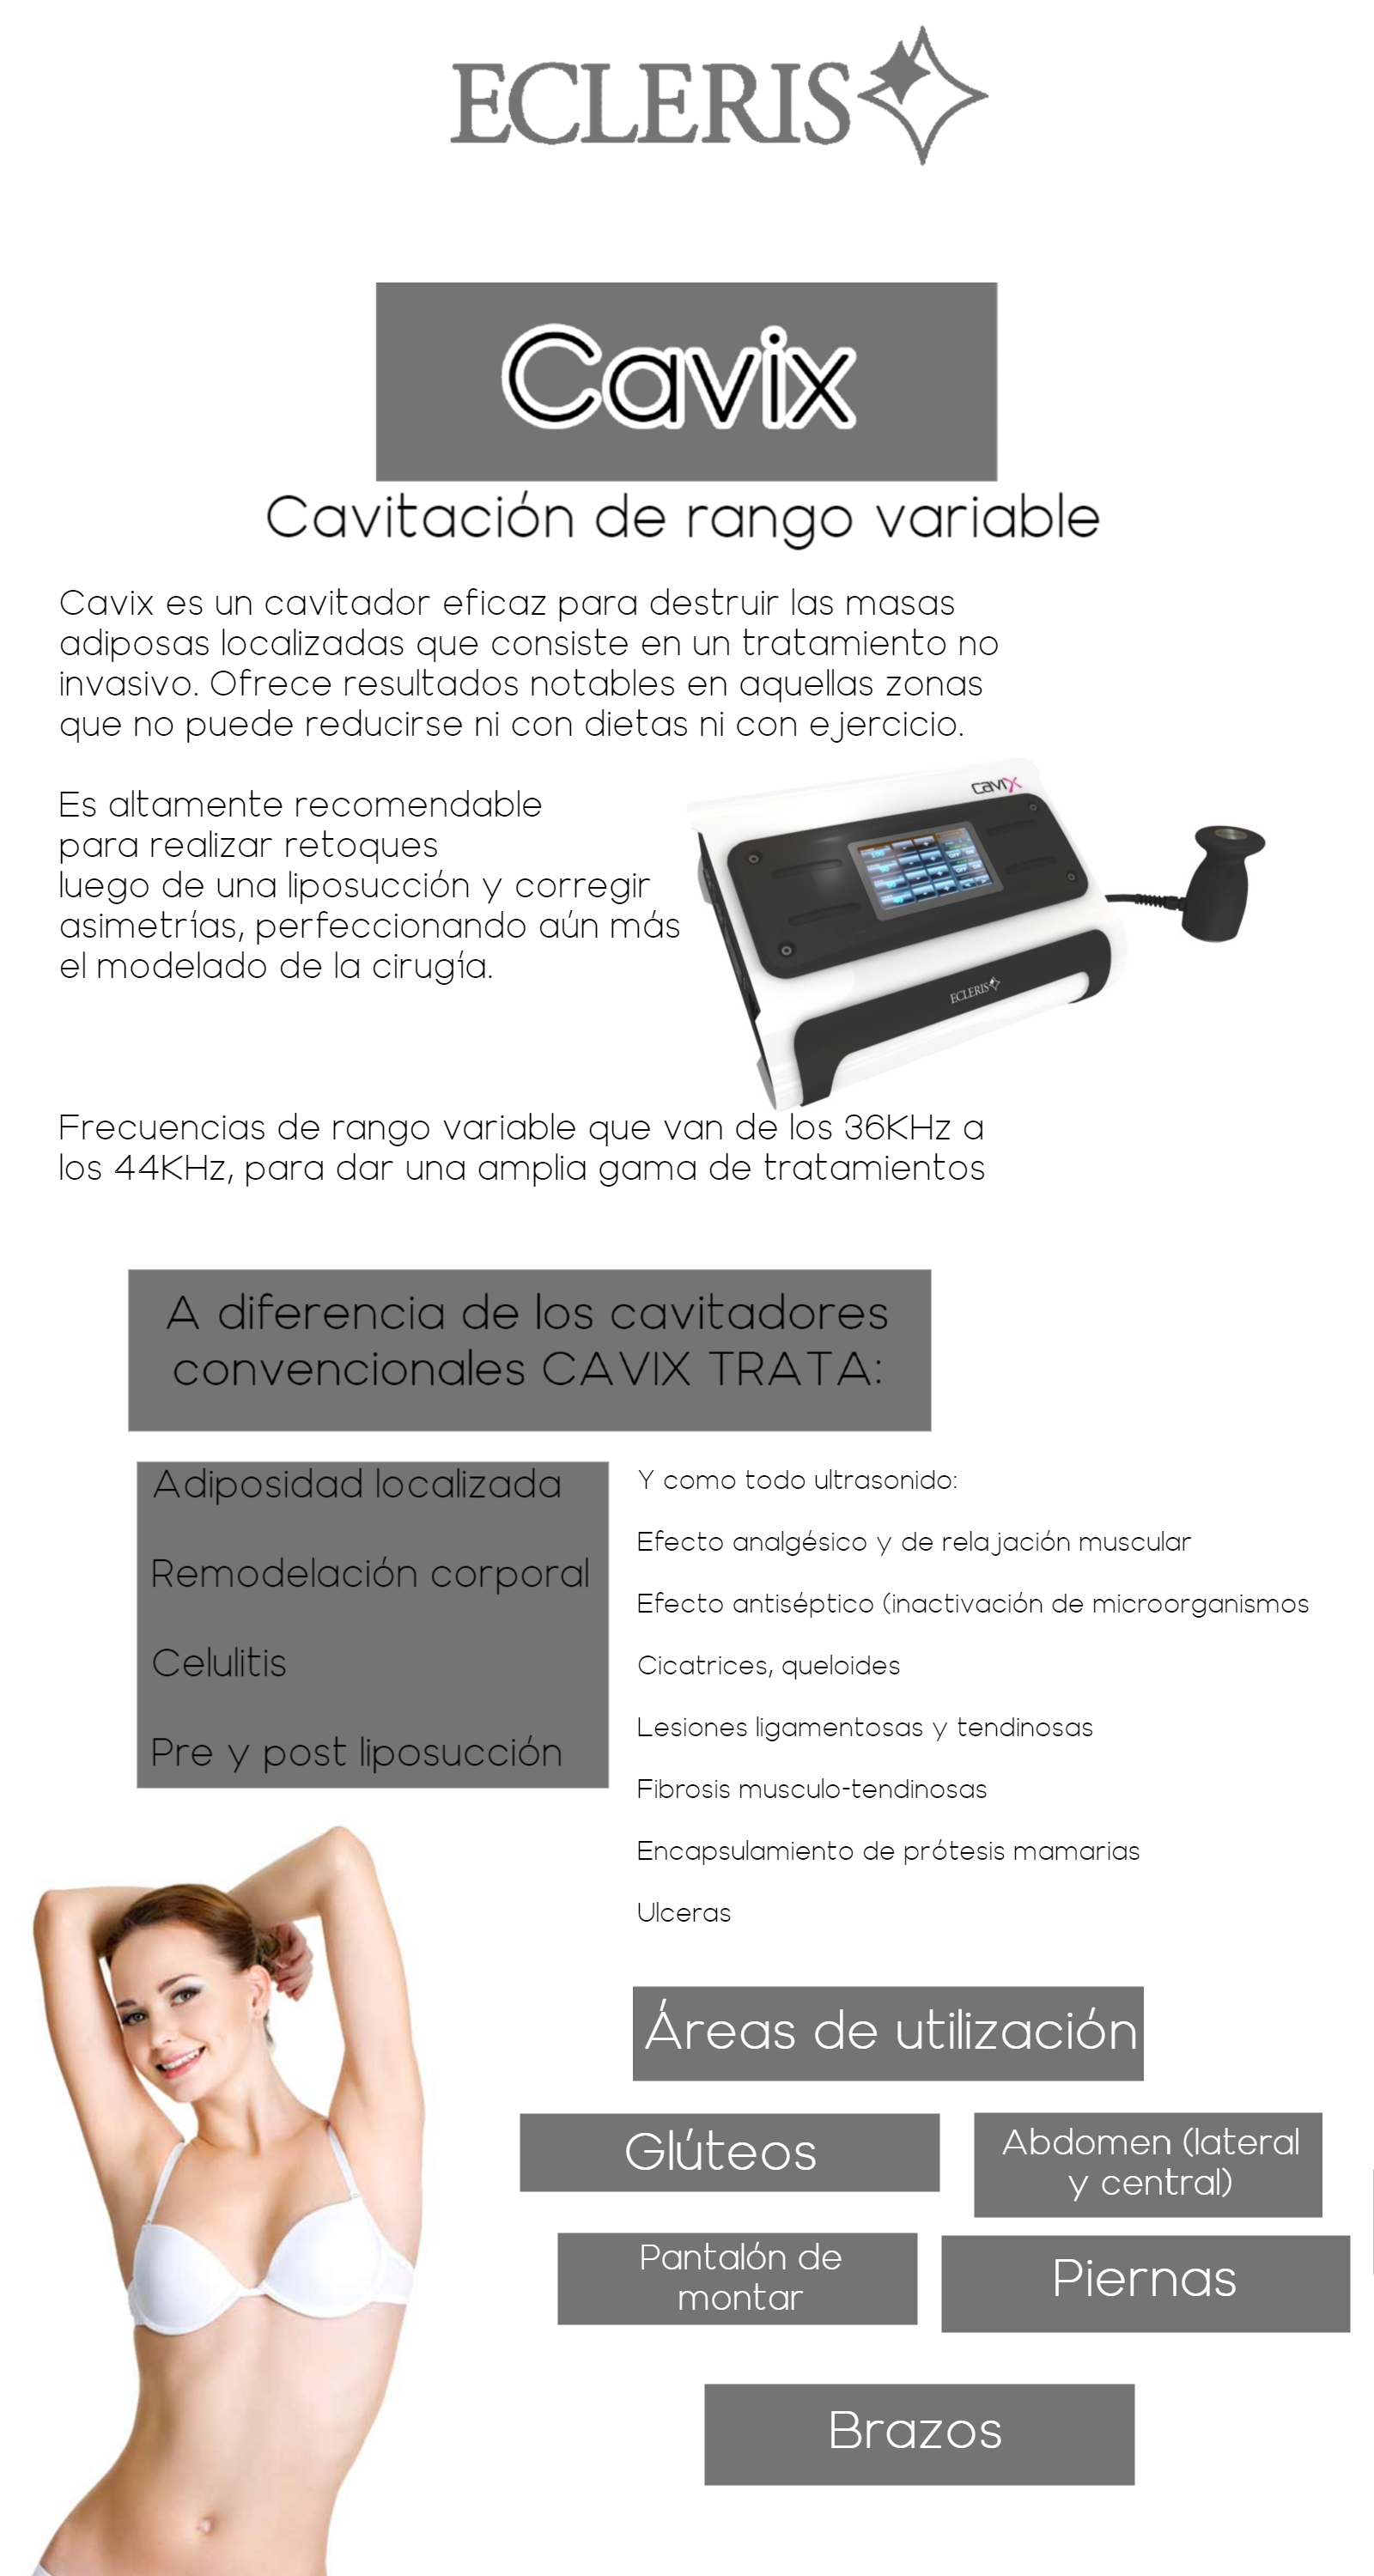 ECLERIS
Cavix
Cavitación de rango variable
Cavix es un cavitador eficaz para destruir las masas
adiposas localizadas que consiste en un tratamiento no
invasivo. Ofrece resultados notables en aquellas zonas
que no puede reducirse ni con dietas ni con ejercicio.
Es altamente recomendable
para realizar retoques
luego de una liposucción y corregir
asimetrías, perfeccionando aún más
el modelado de la cirugía.
cavix
ECLERIS
Frecuencias de rango variable que van de los 36KHz a
los 44KHz, para dar una amplia gama de tratamientos
A diferencia de los cavitadores
convencionales CAVIX TRATA:
Adiposidad localizada
Remodelación corporal
Celulitis
Pre y post liposucción
Y como todo ultrasonido:
Efecto analgésico y de relajación muscular
Efecto antiséptico (inactivación de microorganismos
Cicatrices, queloides
Lesiones ligamentosas y tendinosas
Fibrosis musculo-tendinosas
Encapsulamiento de prótesis mamarias
Ulceras
Áreas de utilización
Glúteos
Abdomen (lateral
y central)
Pantalón de
montar
Piernas
Brazos